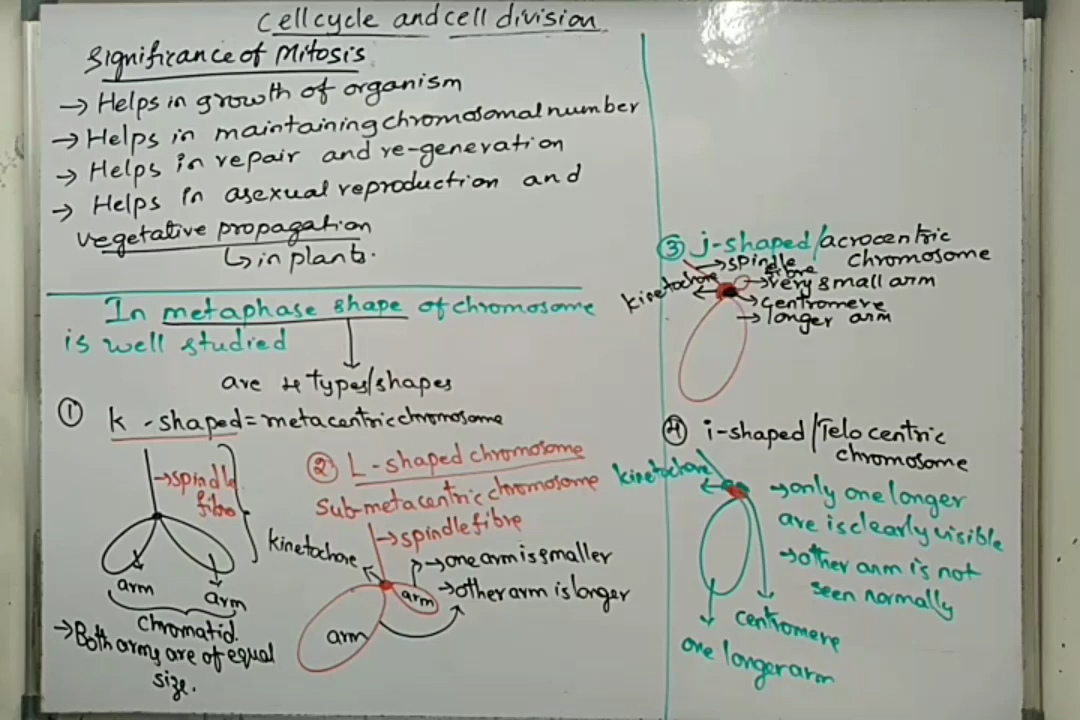 Cell cycle and cell division
Significance of Mitosis
→ Helps in growth of organism
→ Helps in maintaining chromosomal number
→ Helps in repair and re-generation
→ Helps in asexual reproduction and
vegetative propagation
↳ in plants.
In metaphase shape of chromosome
is well studied
are 4 types/shapes
① k - shaped = metacentric chromosome
→ spindle
fibre
kinetochore
arm
arm
chromatid.
→ Both arms are of equal
size.
② L - shaped chromosome
Sub-metacentric chromosome
→ spindle fibre
→ one arm is smaller
→ other arm is longer
arm
arm
③ j-shaped/acrocentric
chromosome
→ spindle
fibre
kinetochore
→ very small arm
→ centromere
→ longer arm
④ i-shaped/Telocentric
chromosome
kinetochore
→ only one longer
are is clearly visible
→ other arm is not
seen normally
centromere
one longer arm